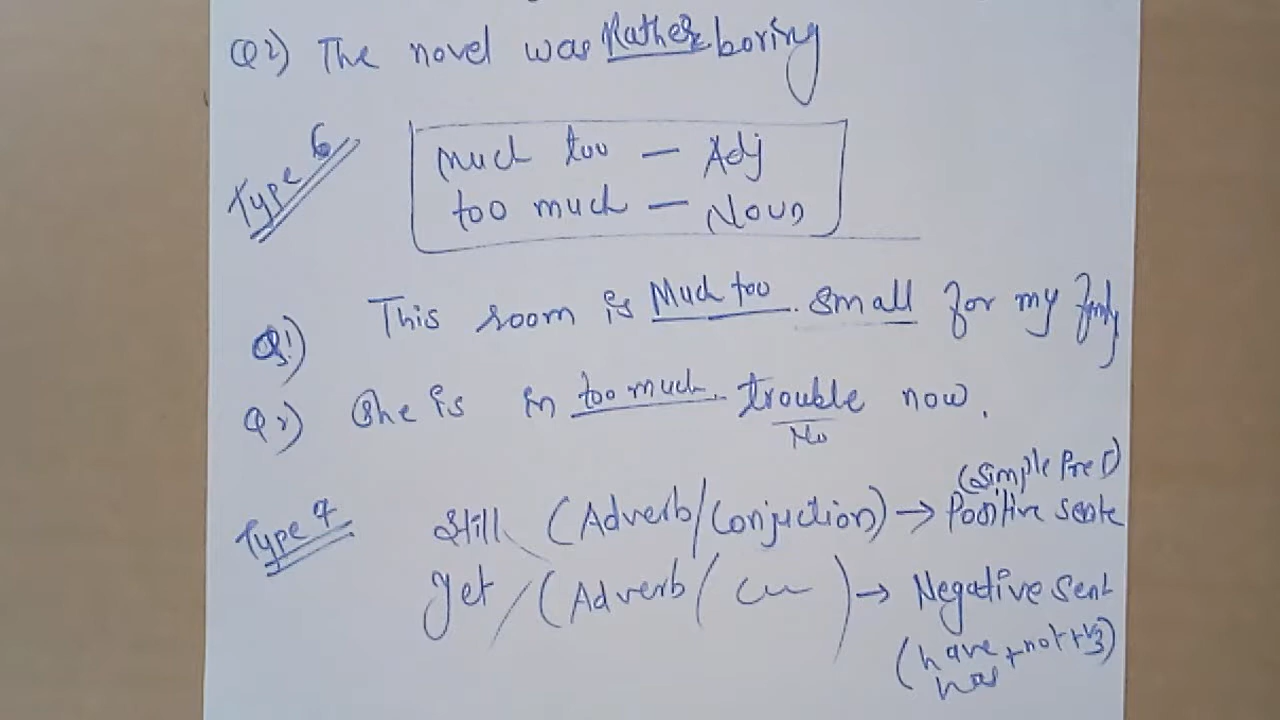 Q2) The novel was Rather boring
Type 6
much too — Adj
too much — Noun
Q1) This room is Much too small for my
Q2) She is in too much trouble now.
No
Type 7
Still (Adverb/Conjuction) → Positive sente
(Simple Pre)
Yet / (Adverb / ) → Negative Sent
(have + not + V3)
has